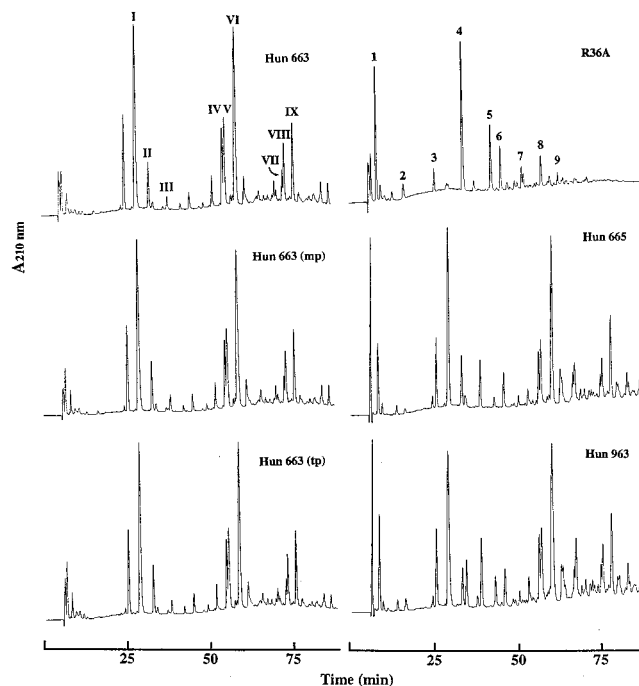 I
VI
Hun 663
IV V
IX
VIII
VII
II
III
R36A
1
4
5
6
3
8
2
7
9
A210 nm
Hun 663 (mp)
Hun 665
Hun 663 (tp)
Hun 963
25 50 75
25 50 75
Time (min)